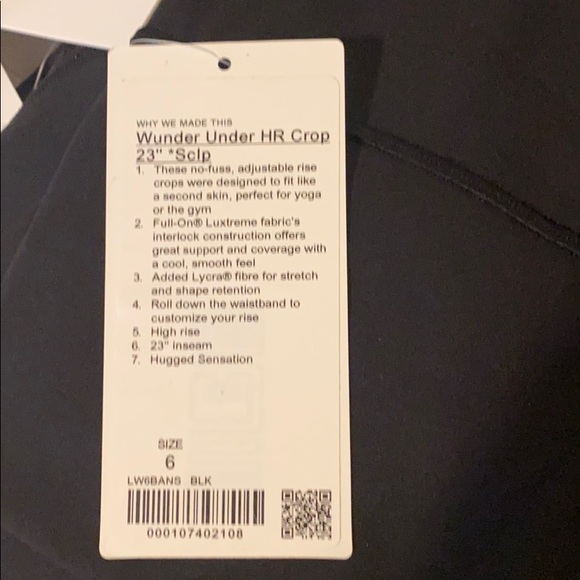 WHY WE MADE THIS
Wunder Under HR Crop
23" *Sclp
1. These no-fuss, adjustable rise
crops were designed to fit like
a second skin, perfect for yoga
or the gym
2. Full-On® Luxtreme fabric's
interlock construction offers
great support and coverage with
a cool, smooth feel
3. Added Lycra® fibre for stretch
and shape retention
4. Roll down the waistband to
customize your rise
5. High rise
6. 23" inseam
7. Hugged Sensation
SIZE
6
LW6BANS BLK
000107402108